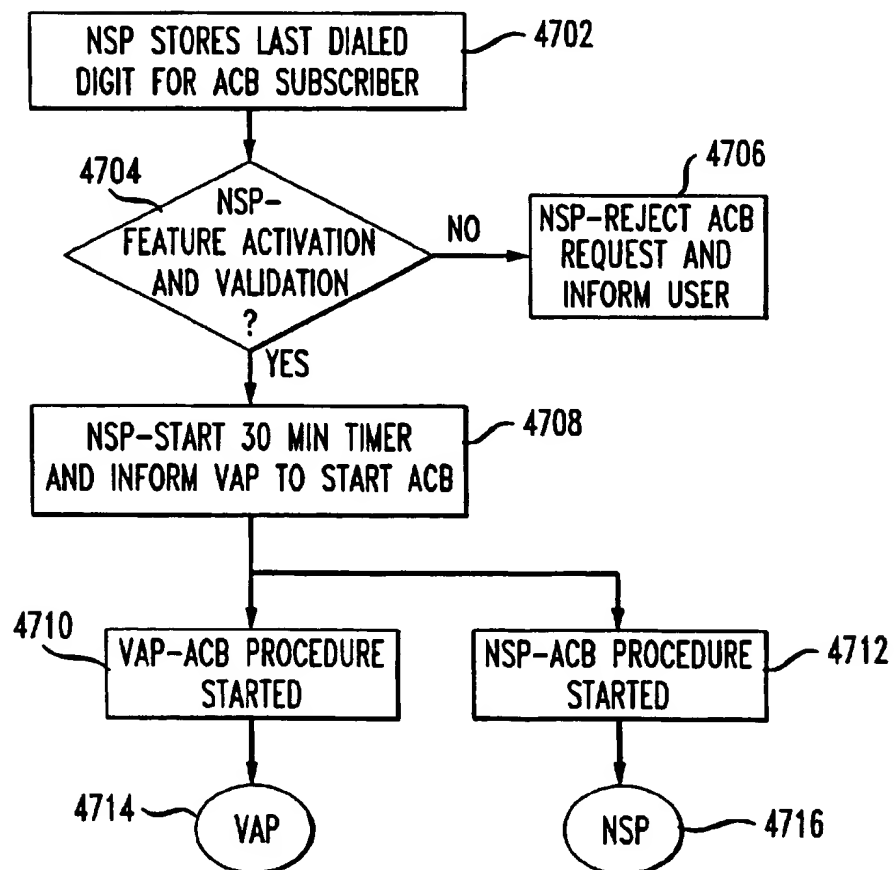 NSP STORES LAST DIALED
DIGIT FOR ACB SUBSCRIBER
4702
4704
NSP-
FEATURE ACTIVATION
AND VALIDATION
?
NO
4706
NSP-REJECT ACB
REQUEST AND
INFORM USER
YES
NSP-START 30 MIN TIMER
AND INFORM VAP TO START ACB
4708
4710
VAP-ACB PROCEDURE
STARTED
NSP-ACB PROCEDURE
STARTED
4712
4714
VAP
NSP
4716